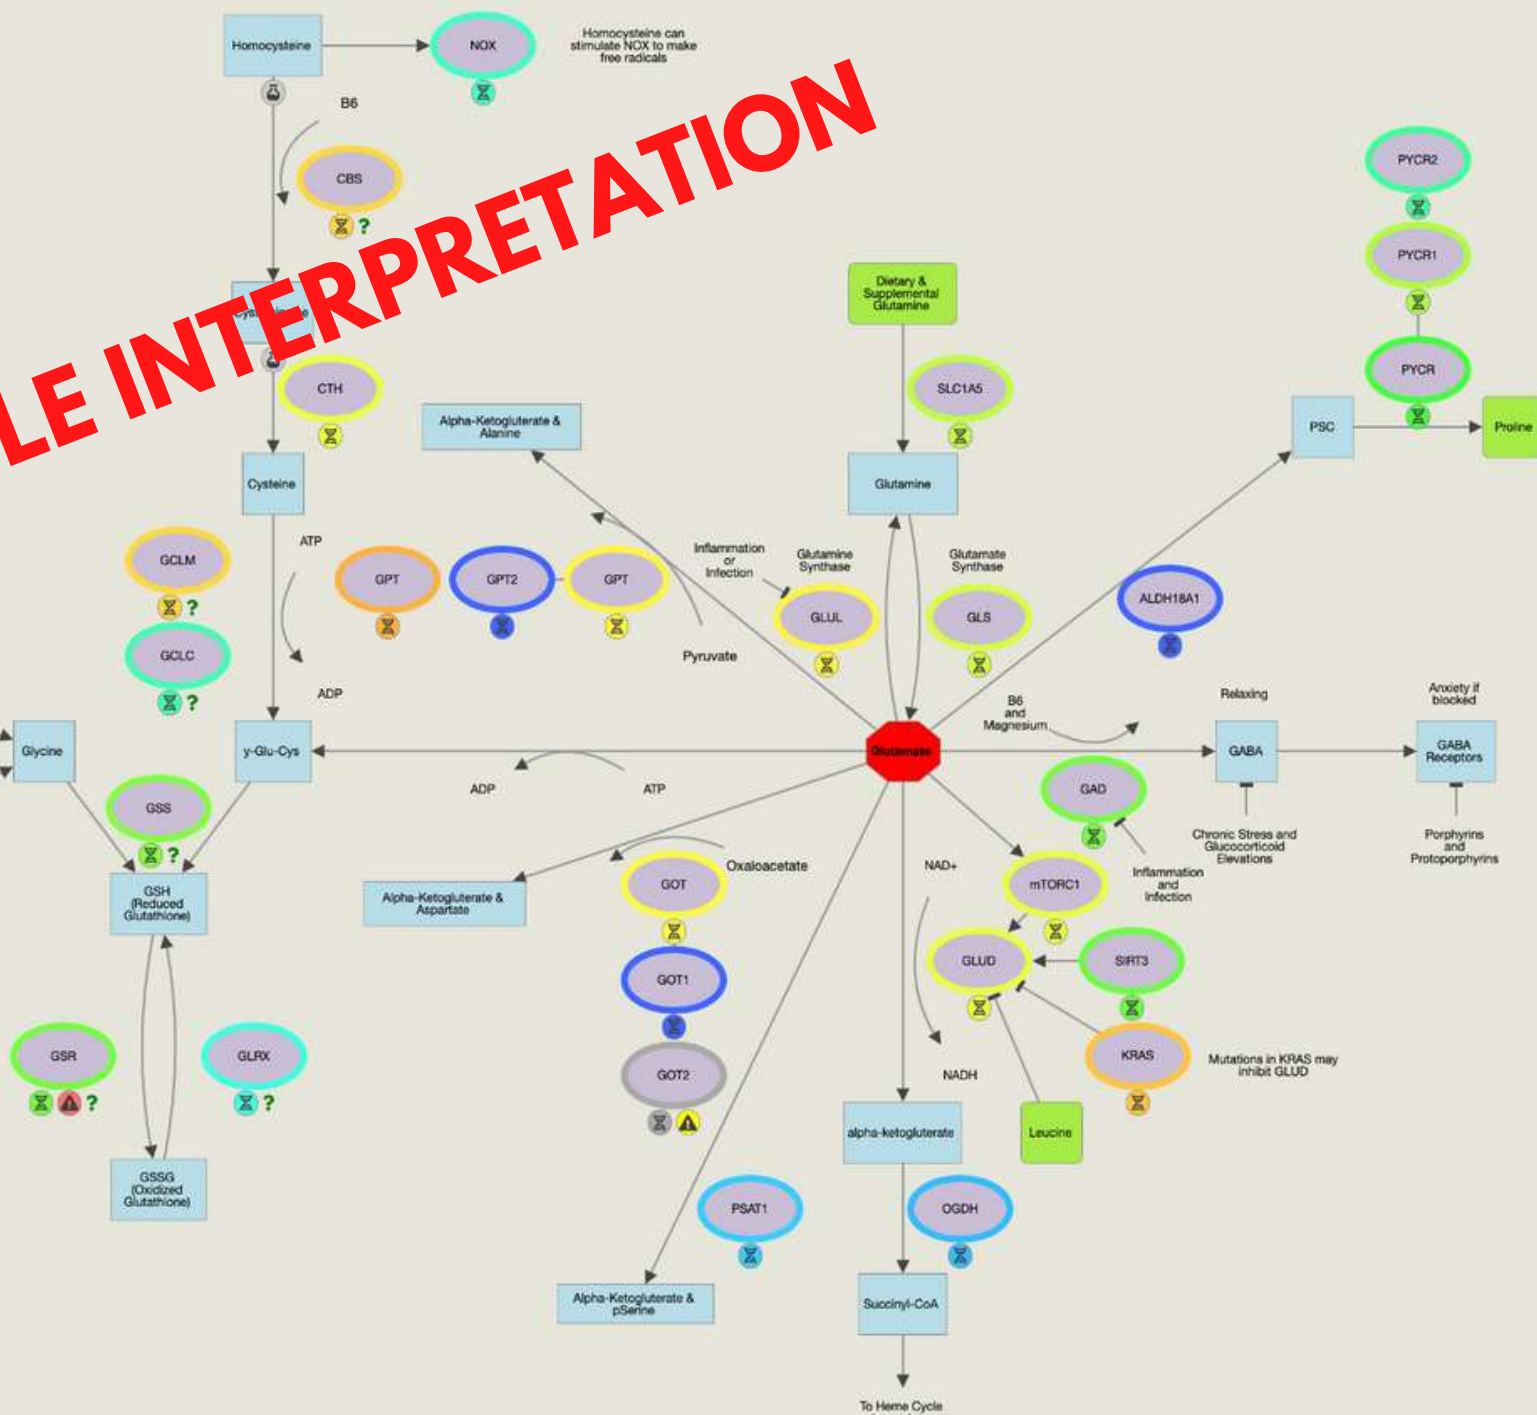 Homocysteine
NOX
Homocysteine can
stimulate NOX to make
free radicals
B6
CBS
?
LE INTERPRETATION
PYCR2
PYCR1
PYCR
PSC
Proline
Dietary &
Supplemental
Glutamine
SLC1A5
CTH
Alpha-Ketogluterate &
Alanine
Cysteine
Glutamine
ATP
GCLM
?
GCLC
?
ADP
GPT
GPT2
GPT
Pyruvate
Inflammation
or
Infection
Glutamine
Synthase
GLUL
Glutamate
Synthase
GLS
ALDH18A1
Glycine
y-Glu-Cys
Glutamate
B6
and
Magnesium
Relaxing
GABA
Anxiety if
blocked
GABA
Receptors
ADP
ATP
GSS
?
GAD
Chronic Stress and
Glucocorticoid
Elevations
Porphyrins
and
Protoporphyrins
GSH
(Reduced
Glutathione)
Alpha-Ketogluterate &
Aspartate
Oxaloacetate
GOT
GOT1
GOT2
NAD+
mTORC1
Inflammation
and
Infection
GLUD
SIRT3
KRAS
Mutations in KRAS may
inhibit GLUD
NADH
GSR
?
GLRX
?
GSSG
(Oxidized
Glutathione)
alpha-ketogluterate
Leucine
PSAT1
OGDH
Alpha-Ketogluterate &
pSerine
Succinyl-CoA
To Heme Cycle